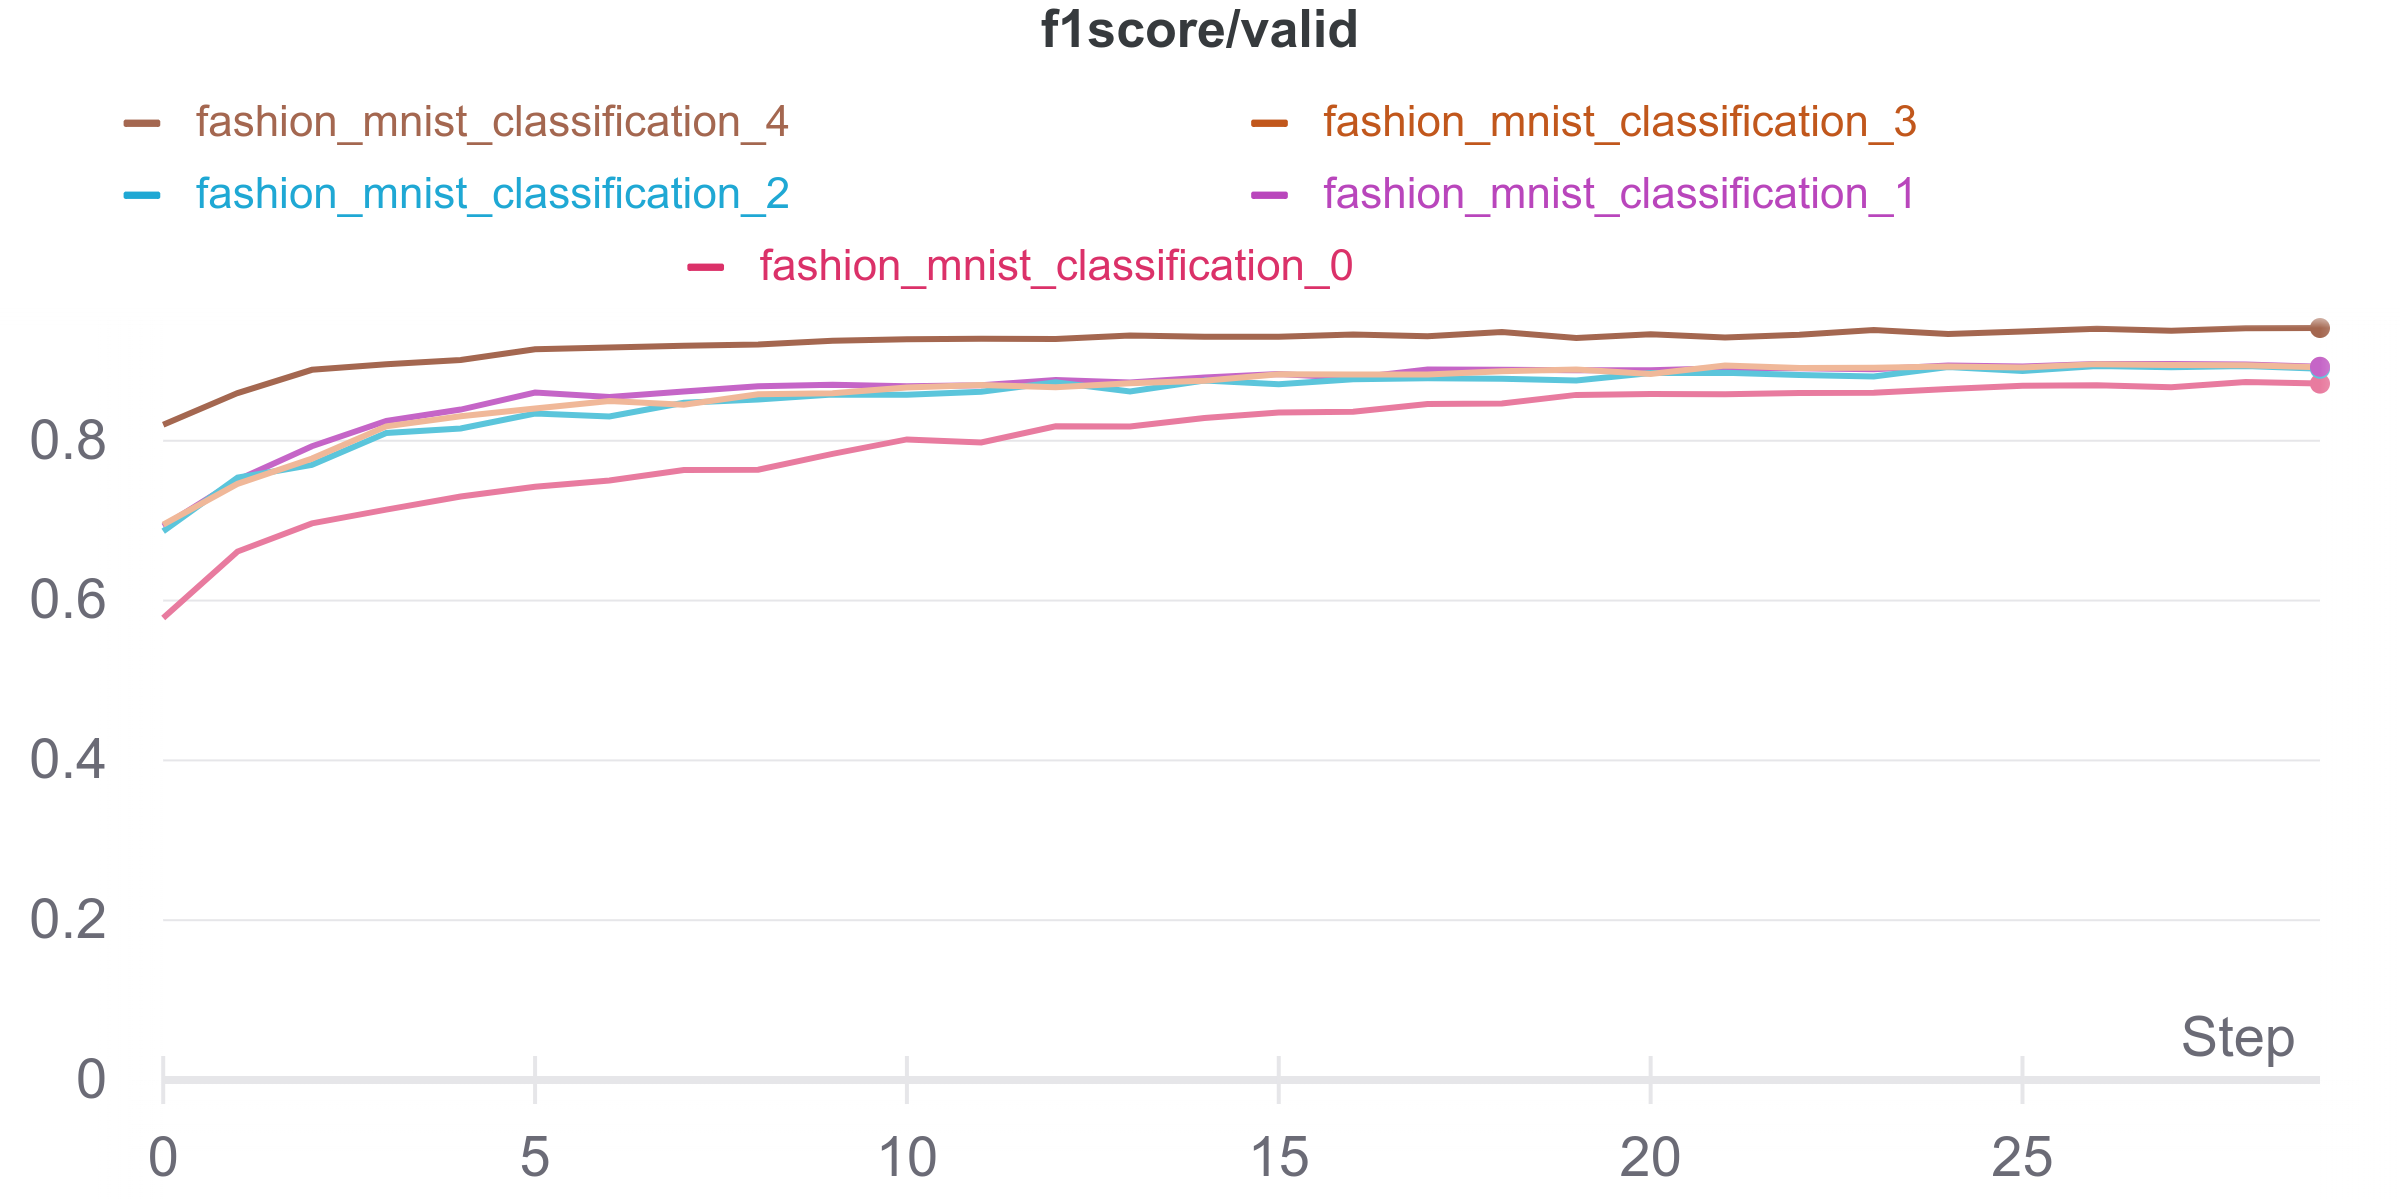 f1score/valid
fashion_mnist_classification_4 fashion_mnist_classification_3
fashion_mnist_classification_2 fashion_mnist_classification_1
fashion_mnist_classification_0
0.8
0.6
0.4
0.2
Step
0
0 5 10 15 20 25